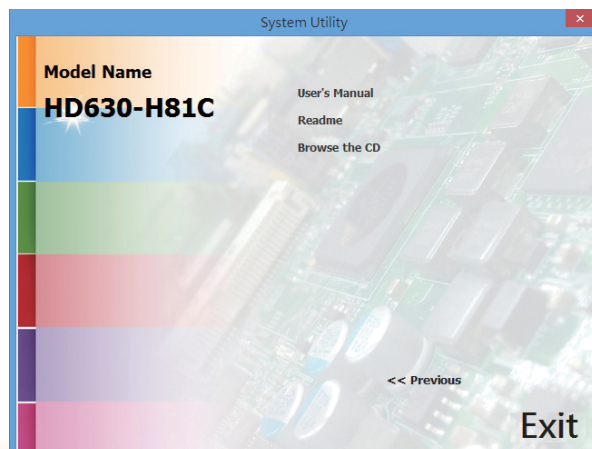 System Utility
Model Name
HD630-H81C
User's Manual
Readme
Browse the CD
<< Previous
Exit